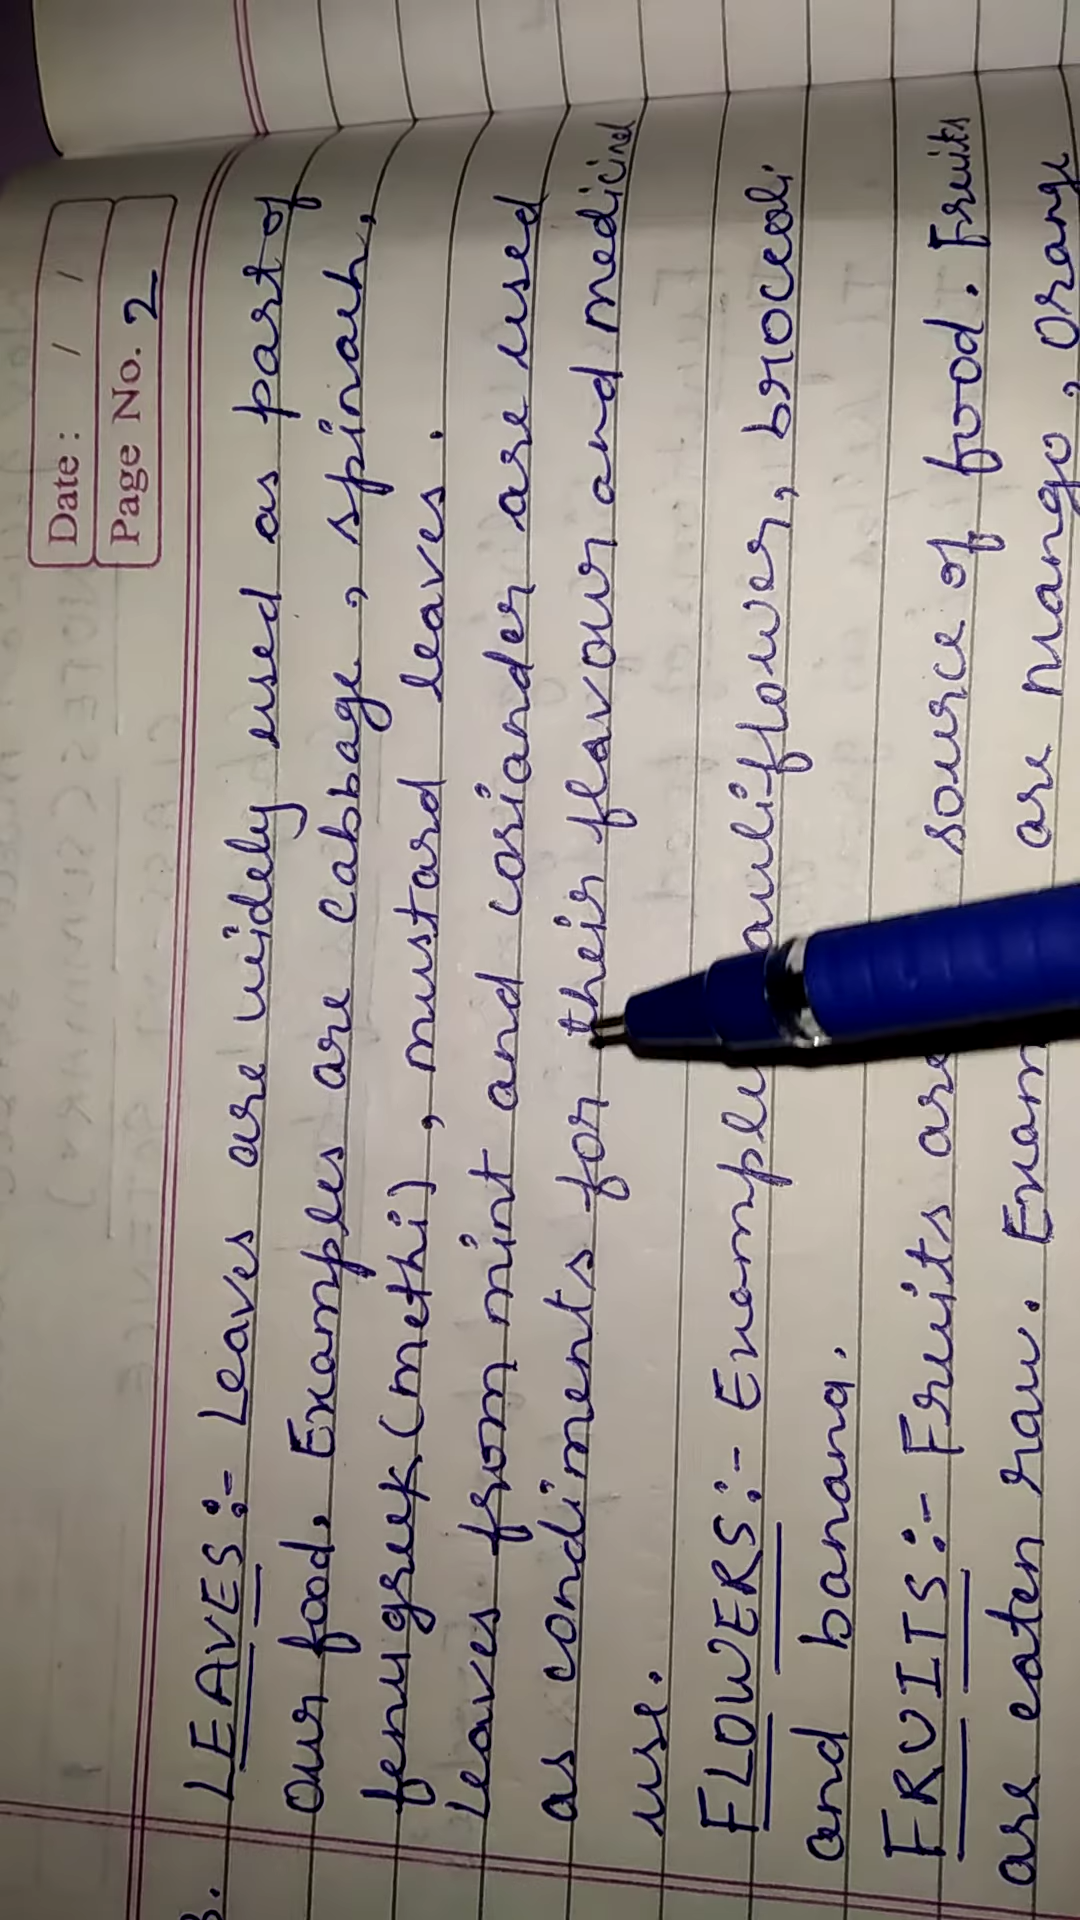 Date: / /
Page No. 2
3. LEAVES:- Leaves are widely used as part of
our food. Examples are cabbage, spinach,
fenugreek (methi), mustard leaves.
leaves from mint and coriander are used
as condiments for their flavour and medicinal
use.
FLOWERS:- Example auliflower, broccoli
and banana.
FRUITS:- Fruits are source of food. Fruits
are eaten raw. Exam are mango, orange